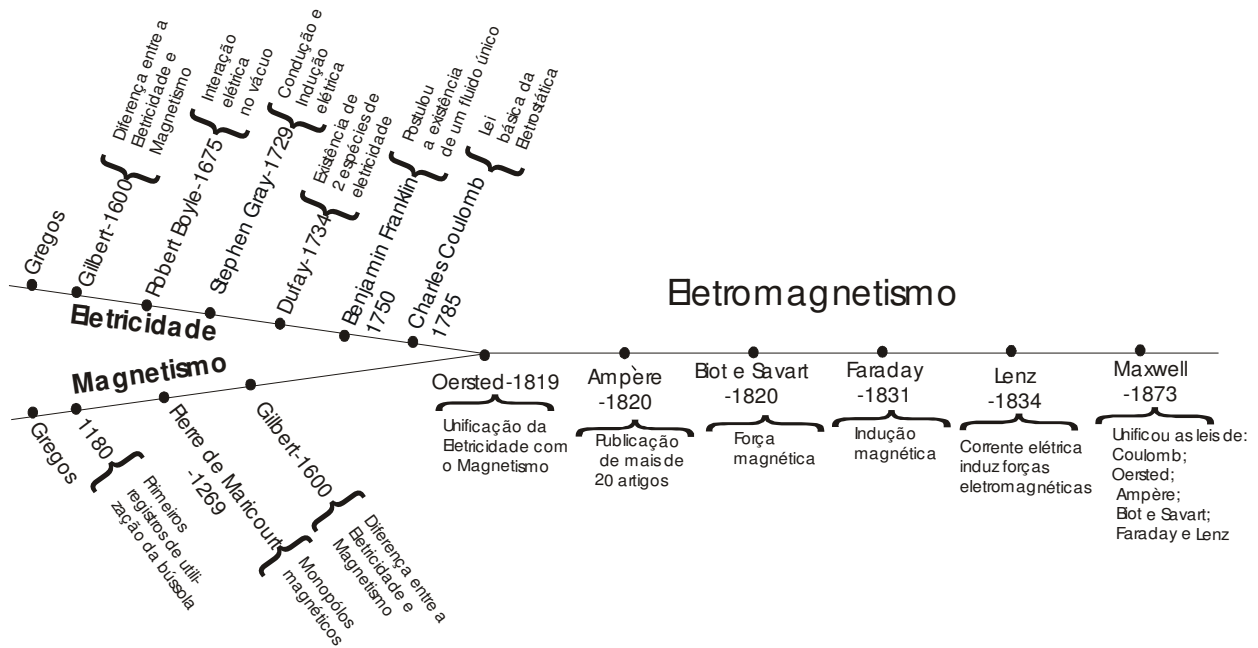 Gregos
Gilbert-1600
Diferença entre a
Eletricidade e
Magnetismo
Robert Boyle-1675
Interação
elétrica
no vácuo
Stephen Gray-1729
Condução e
Indução
elétrica
Dufay-1734
Existência de
2 espécies de
eletricidade
Benjamin Franklin
1750
Postulou
a existência
de um fluido único
Charles Coulomb
1785
Lei
básica da
Eletrostática
Eletricidade
Eletromagnetismo
Magnetismo
Gregos
1180
Primeiros
registros de utili-
zação da bússola
Pierre de Maricourt
-1269
Monopólos
magnéticos
Gilbert-1600
Diferença entre a
Eletricidade e
Magnetismo
Oersted-1819
Unificação da
Eletricidade com
o Magnetismo
Ampère
-1820
Publicação
de mais de
20 artigos
Biot e Savart
-1820
Força
magnética
Faraday
-1831
Indução
magnética
Lenz
-1834
Corrente elétrica
induz forças
eletromagnéticas
Maxwell
-1873
Unificou as leis de:
Coulomb;
Oersted;
Ampère;
Biot e Savart;
Faraday e Lenz